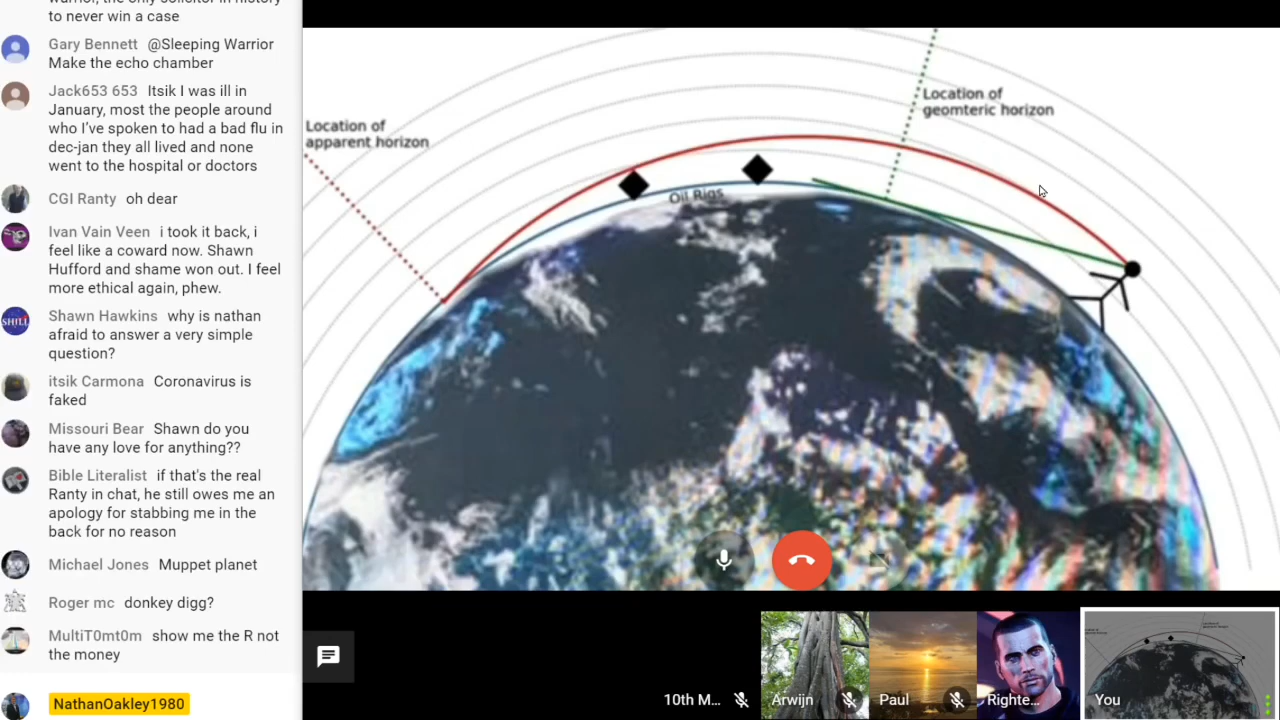 warrior, the only solicitor in history
to never win a case
Gary Bennett @Sleeping Warrior
Make the echo chamber
Jack653 653 Itsik I was ill in
January, most the people around
who I've spoken to had a bad flu in
dec-jan they all lived and none
went to the hospital or doctors
CGI Ranty oh dear
Ivan Vain Veen i took it back, i
feel like a coward now. Shawn
Hufford and shame won out. I feel
more ethical again, phew.
SHILL
Shawn Hawkins why is nathan
afraid to answer a very simple
question?
itsik Carmona Coronavirus is
faked
Missouri Bear Shawn do you
have any love for anything??
Bible Literalist if that's the real
Ranty in chat, he still owes me an
apology for stabbing me in the
back for no reason
Michael Jones Muppet planet
Roger mc donkey digg?
MultiT0mt0m show me the R not
the money
NathanOakley1980
Location of
apparent horizon
Location of
geomteric horizon
Oil Rigs
10th M...
Arwijn
Paul
Righte...
You